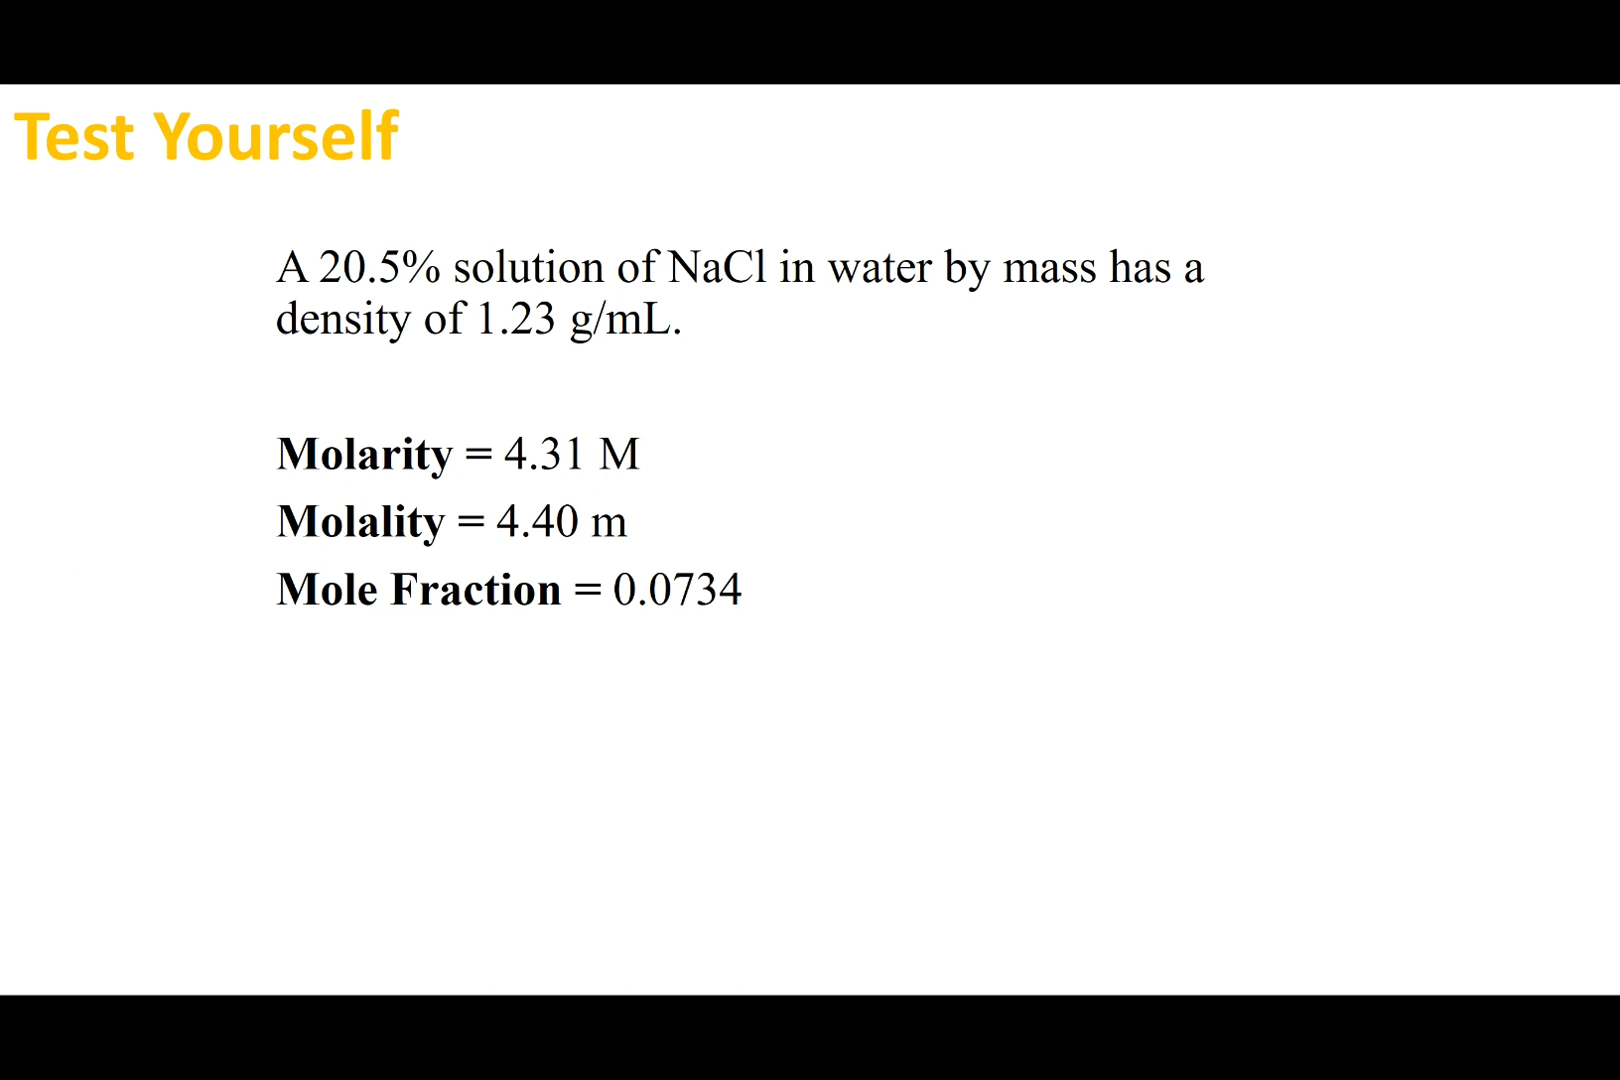 Test Yourself
A 20.5% solution of NaCl in water by mass has a
density of 1.23 g/mL.
Molarity = 4.31 M
Molality = 4.40 m
Mole Fraction = 0.0734